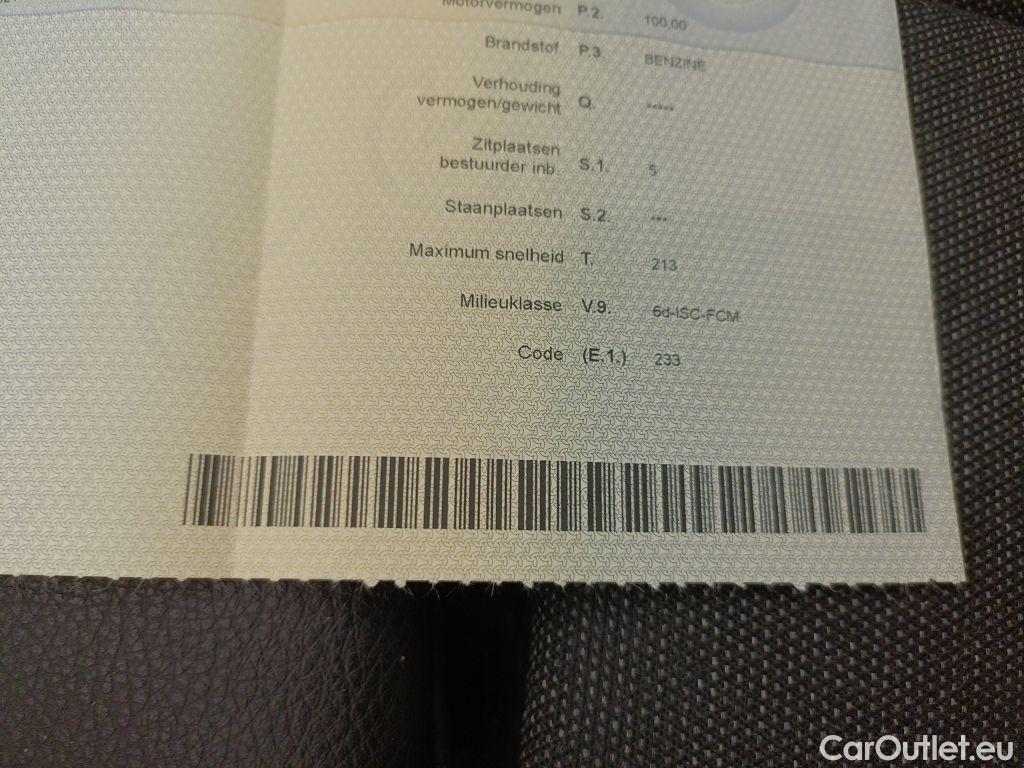 Motorvermogen P.2. 100,00
Brandstof P.3. BENZINE
Verhouding
vermogen/gewicht Q. -----
Zitplaatsen
bestuurder inb. S.1. 5
Staanplaatsen S.2. ---
Maximum snelheid T. 213
Milieuklasse V.9. 6d-ISC-FCM
Code (E.1.) 233
CarOutlet.eu